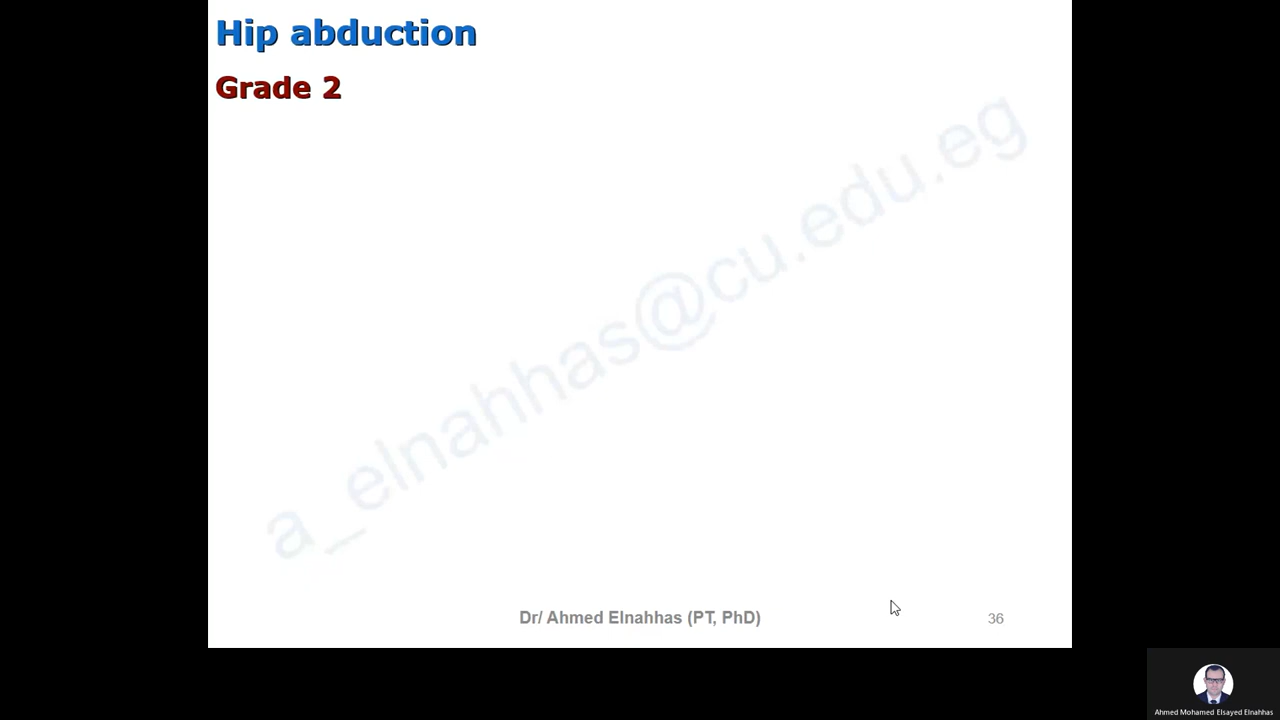 Hip abduction
Grade 2
a_elnahhas@cu.edu.eg
Dr/ Ahmed Elnahhas (PT, PhD)
36
Ahmed Mohamed Elsayed Elnahhas